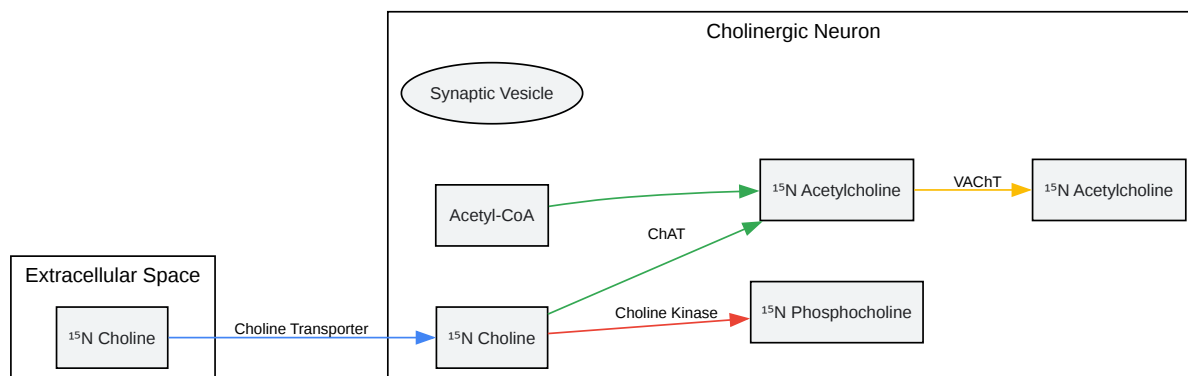 Cholinergic Neuron
Synaptic Vesicle
¹⁵N Acetylcholine
VAChT
¹⁵N Acetylcholine
Acetyl-CoA
ChAT
Extracellular Space
¹⁵N Choline
Choline Transporter
¹⁵N Choline
Choline Kinase
¹⁵N Phosphocholine